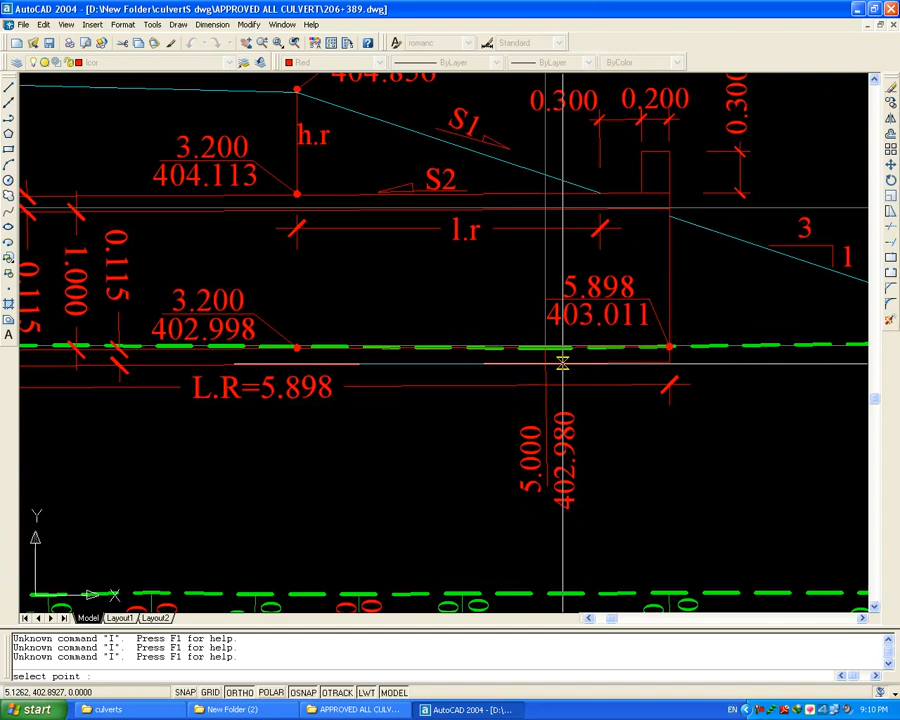 AutoCAD 2004 - [D:\New Folder\culvertS dwg\APPROVED ALL CULVERT\206+389.dwg]
File Edit View Insert Format Tools Draw Dimension Modify Window Help
romanc Standard
lcor Red ByLayer ByLayer ByColor
404.856
0.300 0,200 0.300
h.r S1
3.200
404.113
S2
l.r
3
1
0.115 1.000 0.115
3.200
402.998
5.898
403.011
L.R=5.898
5.000
402.980
Y
X
Model Layout1 Layout2
Unknown command "I". Press F1 for help.
Unknown command "I". Press F1 for help.
Unknown command "I". Press F1 for help.
select point :
5.1262, 402.8927, 0.0000 SNAP GRID ORTHO POLAR OSNAP OTRACK LWT MODEL
start culverts New Folder (2) APPROVED ALL CULV... AutoCAD 2004 - [D:\... EN 9:10 PM